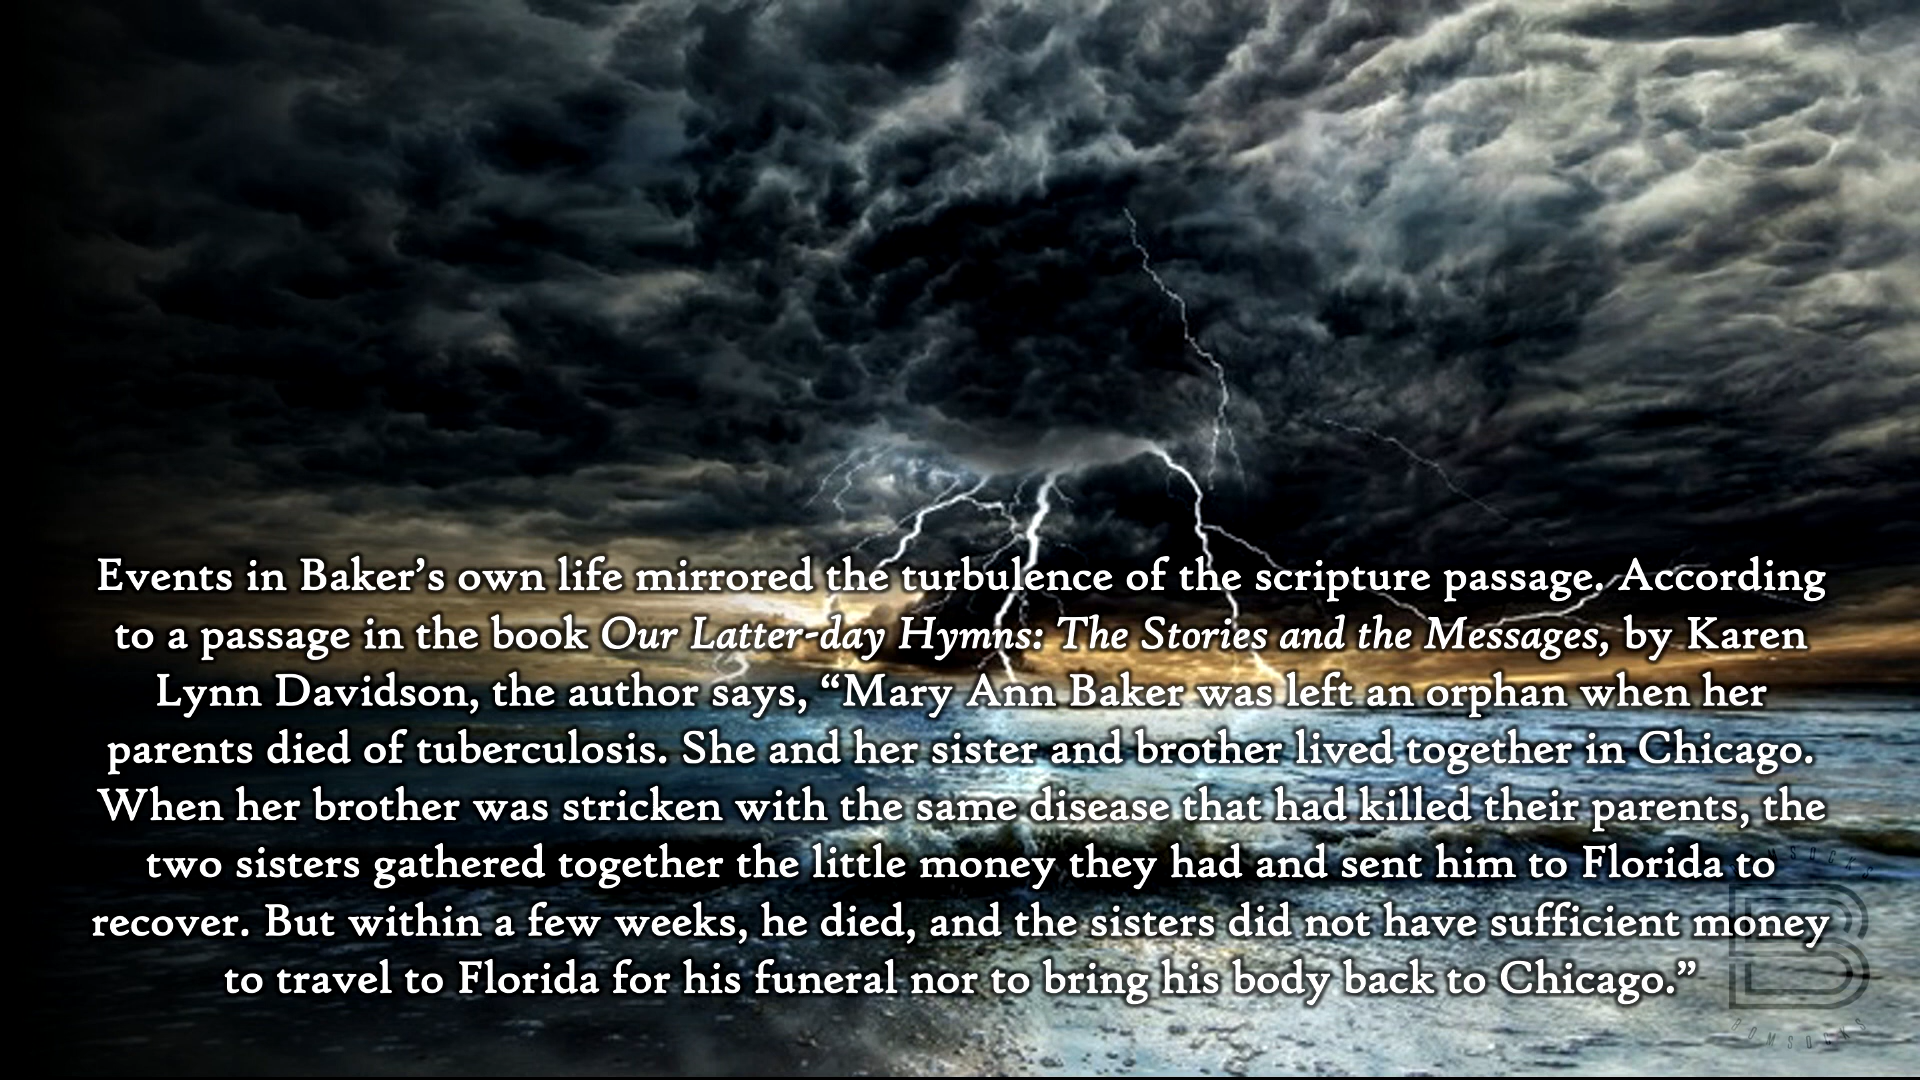 Events in Baker’s own life mirrored the turbulence of the scripture passage. According
to a passage in the book Our Latter-day Hymns: The Stories and the Messages, by Karen
Lynn Davidson, the author says, “Mary Ann Baker was left an orphan when her
parents died of tuberculosis. She and her sister and brother lived together in Chicago.
When her brother was stricken with the same disease that had killed their parents, the
two sisters gathered together the little money they had and sent him to Florida to
recover. But within a few weeks, he died, and the sisters did not have sufficient money
to travel to Florida for his funeral nor to bring his body back to Chicago.”
B
BOMSOCKS